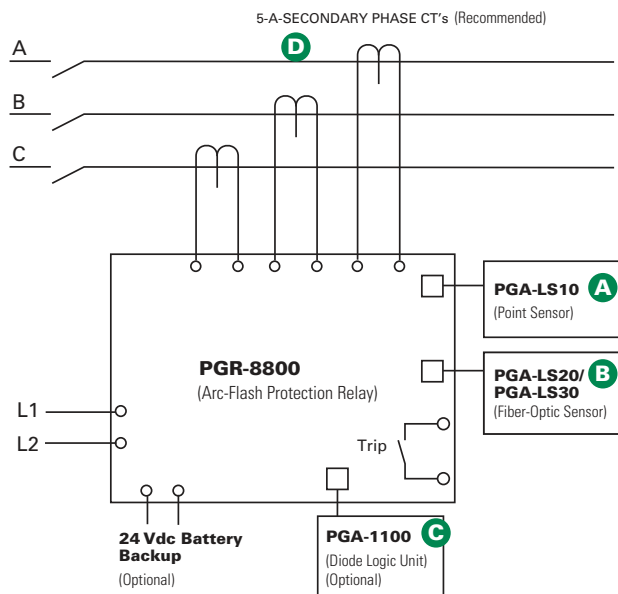 5-A-SECONDARY PHASE CT's (Recommended)
D
A
B
C
PGA-LS10 A
(Point Sensor)
PGR-8800
(Arc-Flash Protection Relay)
PGA-LS20/ B
PGA-LS30
(Fiber-Optic Sensor)
L1
L2
Trip
24 Vdc Battery
Backup
(Optional)
PGA-1100 C
(Diode Logic Unit)
(Optional)